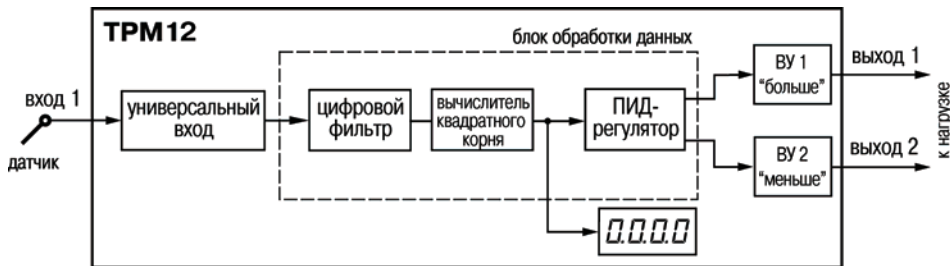 ТРМ12
блок обработки данных
вход 1
датчик
универсальный
вход
цифровой
фильтр
вычислитель
квадратного
корня
ПИД-
регулятор
ВУ 1
“больше”
выход 1
ВУ 2
“меньше”
выход 2
к нагрузке
0.0.0.0